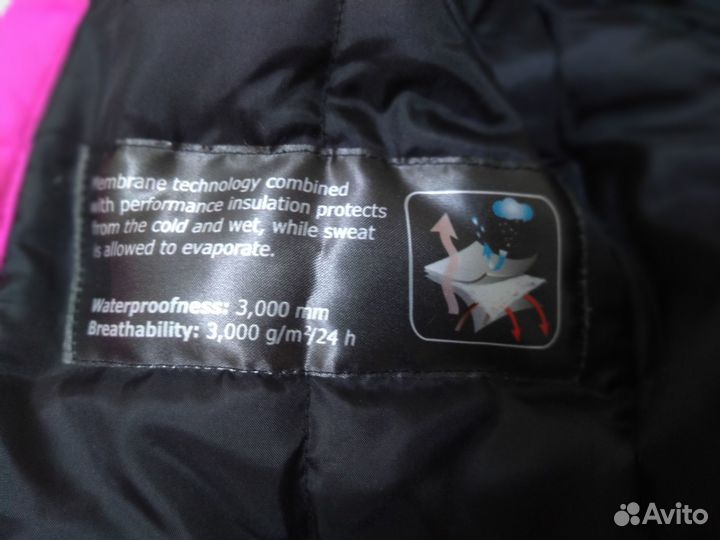 Membrane technology combined
with performance insulation protects
from the cold and wet, while sweat
is allowed to evaporate.
Waterproofness: 3,000 mm
Breathability: 3,000 g/m²/24 h
Avito